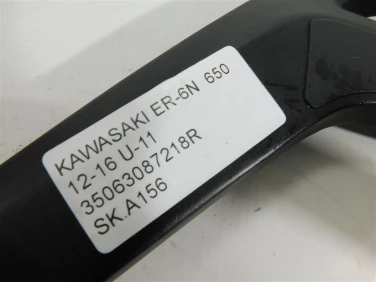 KAWASAKI ER-6N 650
12-16 U-11
35063087218R
SK.A156